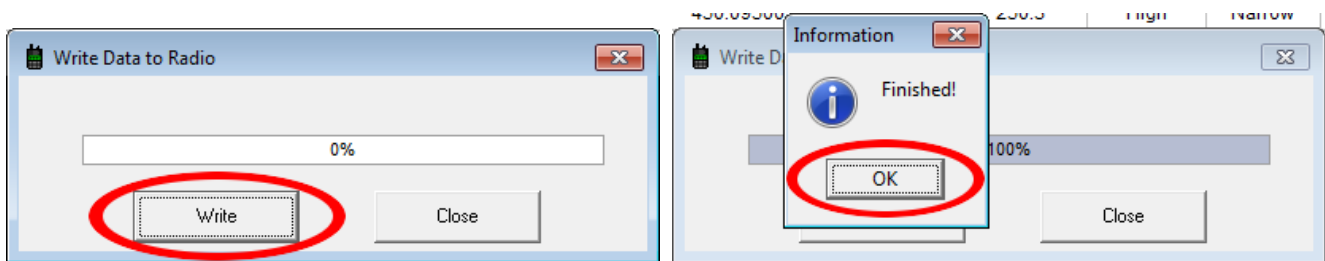 High Narrow
Write Data to Radio
0%
Write Close
Write D
Information
Finished!
100%
OK
Close